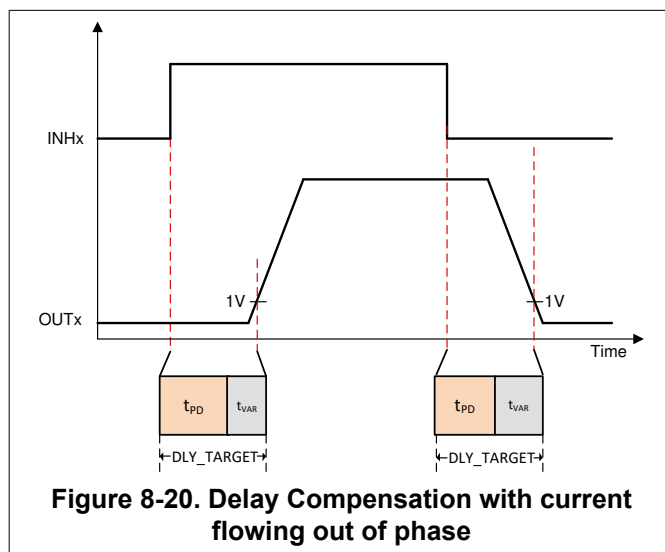 INHx
1V
1V
OUTx
Time
tPD
tVAR
tPD
tVAR
DLY_TARGET
DLY_TARGET
Figure 8-20. Delay Compensation with current
flowing out of phase